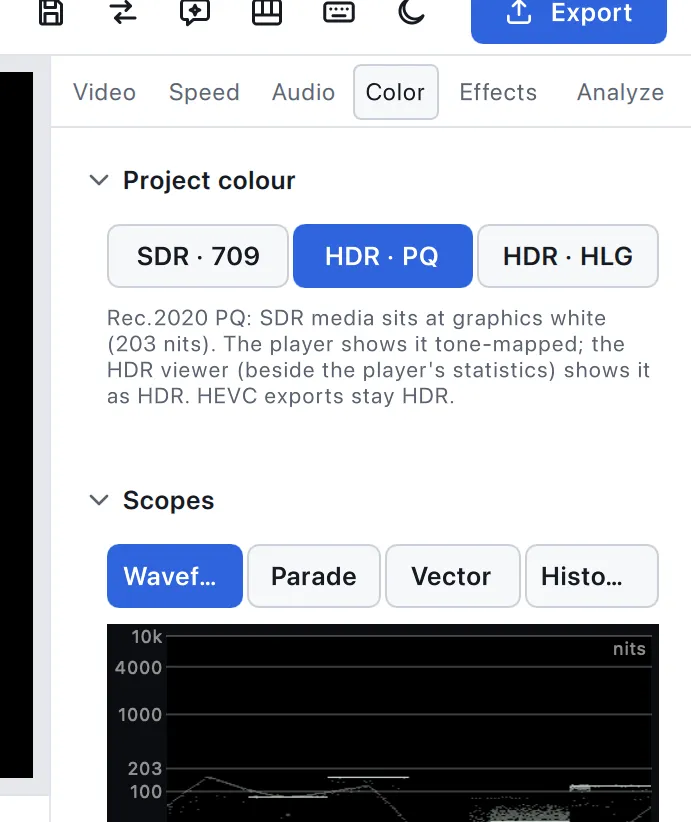 Export
Video Speed Audio Color Effects Analyze
Project colour
SDR · 709 HDR · PQ HDR · HLG
Rec.2020 PQ: SDR media sits at graphics white
(203 nits). The player shows it tone-mapped; the
HDR viewer (beside the player's statistics) shows it
as HDR. HEVC exports stay HDR.
Scopes
Wavef… Parade Vector Histo…
10k
nits
4000
1000
203
100